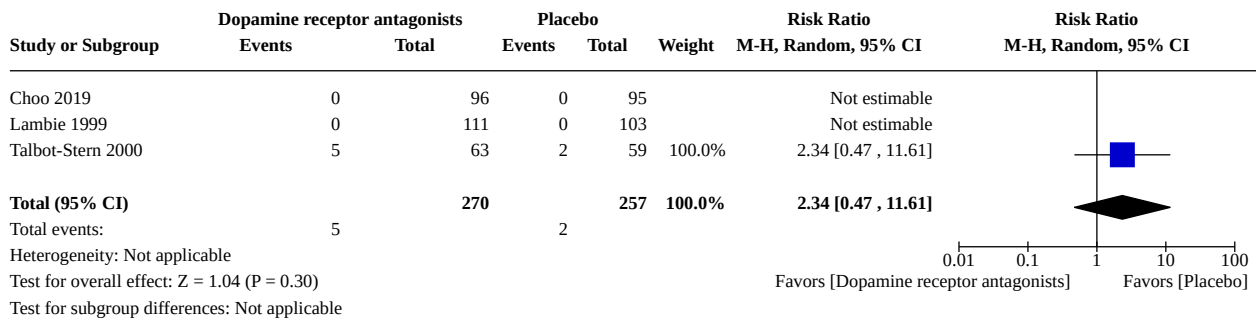 Dopamine receptor antagonists Placebo Risk Ratio Risk Ratio
Study or Subgroup Events Total Events Total Weight M-H, Random, 95% CI M-H, Random, 95% CI
Choo 2019 0 96 0 95 Not estimable
Lambie 1999 0 111 0 103 Not estimable
Talbot-Stern 2000 5 63 2 59 100.0% 2.34 [0.47 , 11.61]
Total (95% CI) 270 257 100.0% 2.34 [0.47 , 11.61]
Total events: 5 2
Heterogeneity: Not applicable
0.01 0.1 1 10 100
Test for overall effect: Z = 1.04 (P = 0.30) Favors [Dopamine receptor antagonists] Favors [Placebo]
Test for subgroup differences: Not applicable